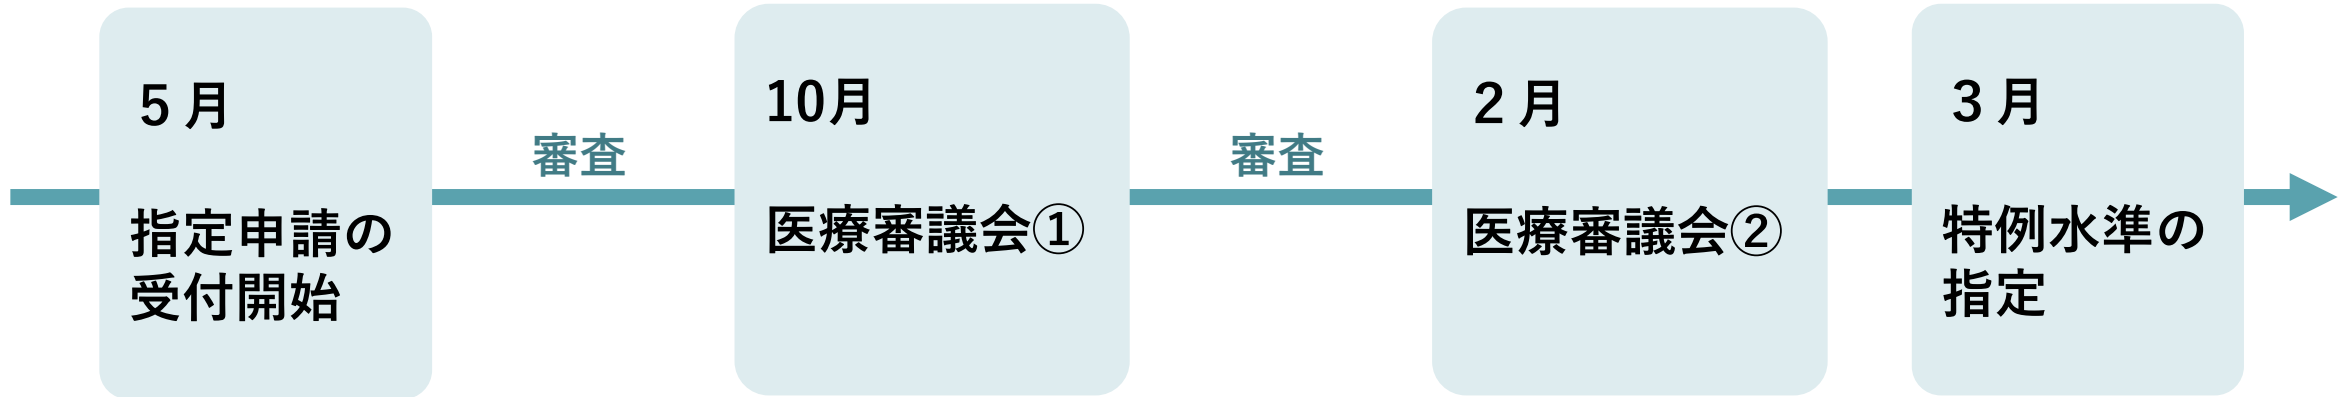 5月
指定申請の
受付開始
審査
10月
医療審議会①
審査
2月
医療審議会②
3月
特例水準の
指定